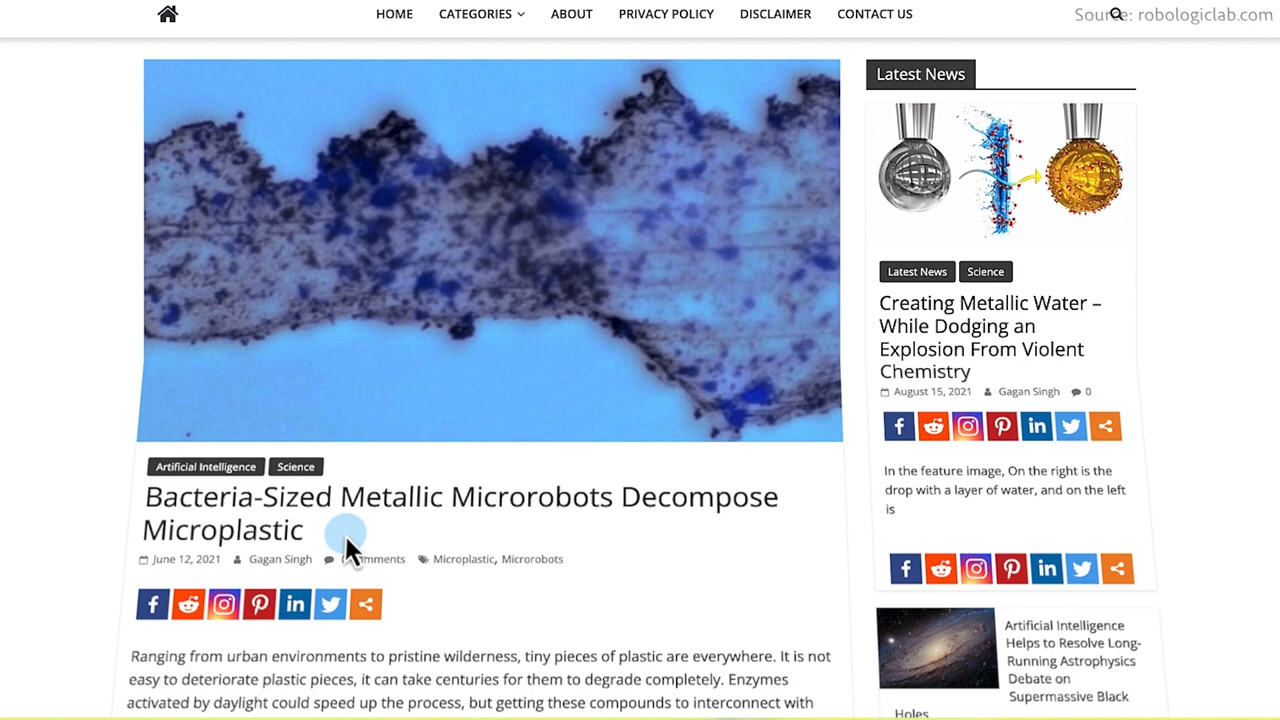 HOME CATEGORIES ABOUT PRIVACY POLICY DISCLAIMER CONTACT US
Source: robologiclab.com
Artificial Intelligence Science
Bacteria-Sized Metallic Microrobots Decompose
Microplastic
June 12, 2021 Gagan Singh Microplastic, Microrobots
Ranging from urban environments to pristine wilderness, tiny pieces of plastic are everywhere. It is not
easy to deteriorate plastic pieces, it can take centuries for them to degrade completely. Enzymes
activated by daylight could speed up the process, but getting these compounds to interconnect with
Latest News
Latest News Science
Creating Metallic Water –
While Dodging an
Explosion From Violent
Chemistry
August 15, 2021 Gagan Singh 0
In the feature image, On the right is the
drop with a layer of water, and on the left
is
Artificial Intelligence
Helps to Resolve Long-
Running Astrophysics
Debate on
Supermassive Black
Holes